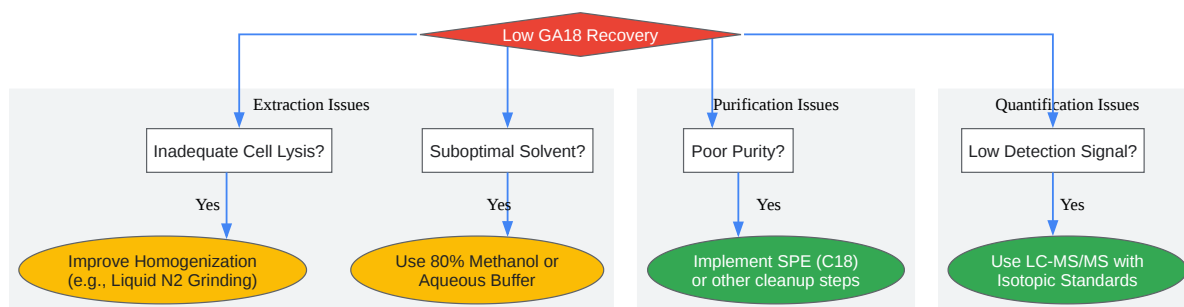 Low GA18 Recovery
Extraction Issues
Purification Issues
Quantification Issues
Inadequate Cell Lysis?
Suboptimal Solvent?
Poor Purity?
Low Detection Signal?
Yes
Yes
Yes
Yes
Improve Homogenization
(e.g., Liquid N2 Grinding)
Use 80% Methanol or
Aqueous Buffer
Implement SPE (C18)
or other cleanup steps
Use LC-MS/MS with
Isotopic Standards